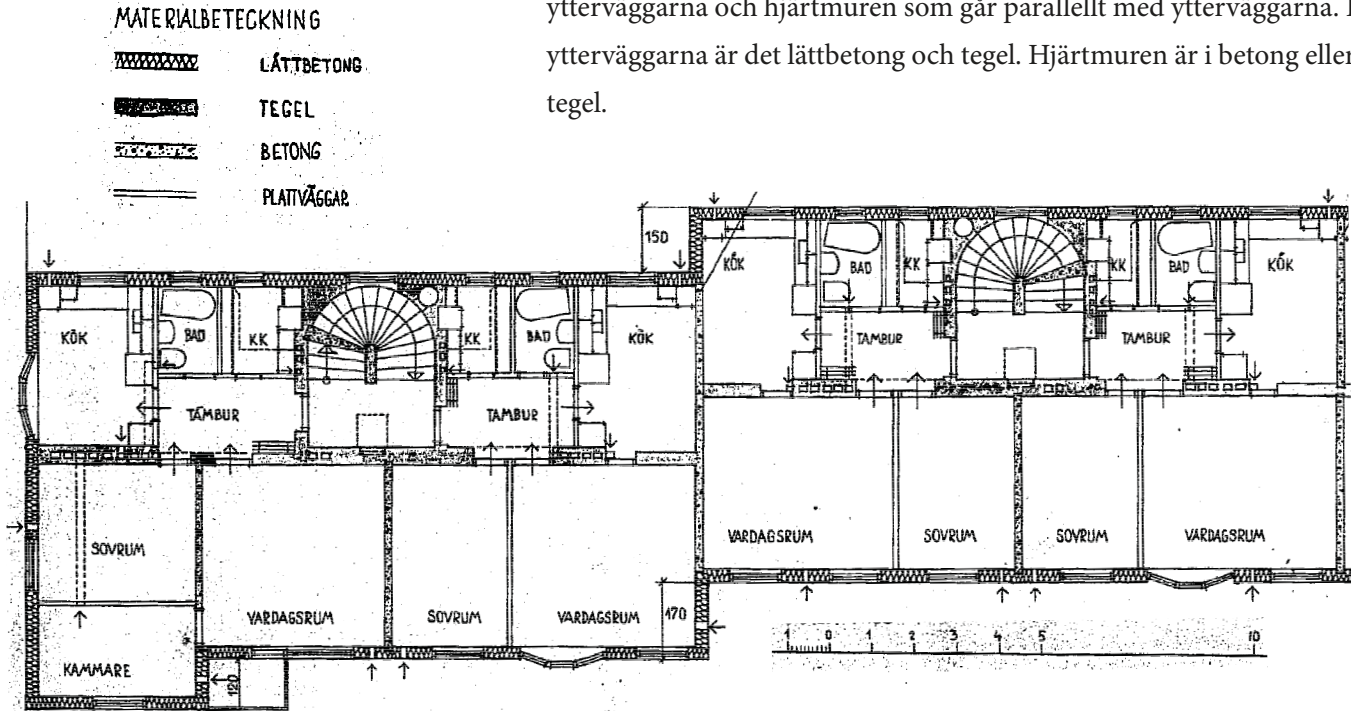 MATERIALBETECKNING
LÄTTBETONG
TEGEL
BETONG
PLATTVÄGGAR
ytterväggarna och hjärtmuren som går parallellt med ytterväggarna. I
ytterväggarna är det lättbetong och tegel. Hjärtmuren är i betong eller
tegel.
150
KÖK
BAD
KK
KK
BAD
KÖK
TAMBUR
TAMBUR
KÖK
BAD
KK
KK
BAD
KÖK
TAMBUR
TAMBUR
VARDAGSRUM
SOVRUM
SOVRUM
VARDAGSRUM
SOVRUM
VARDAGSRUM
SOVRUM
VARDAGSRUM
170
KAMMARE
120
1 0 1 2 3 4 5 10